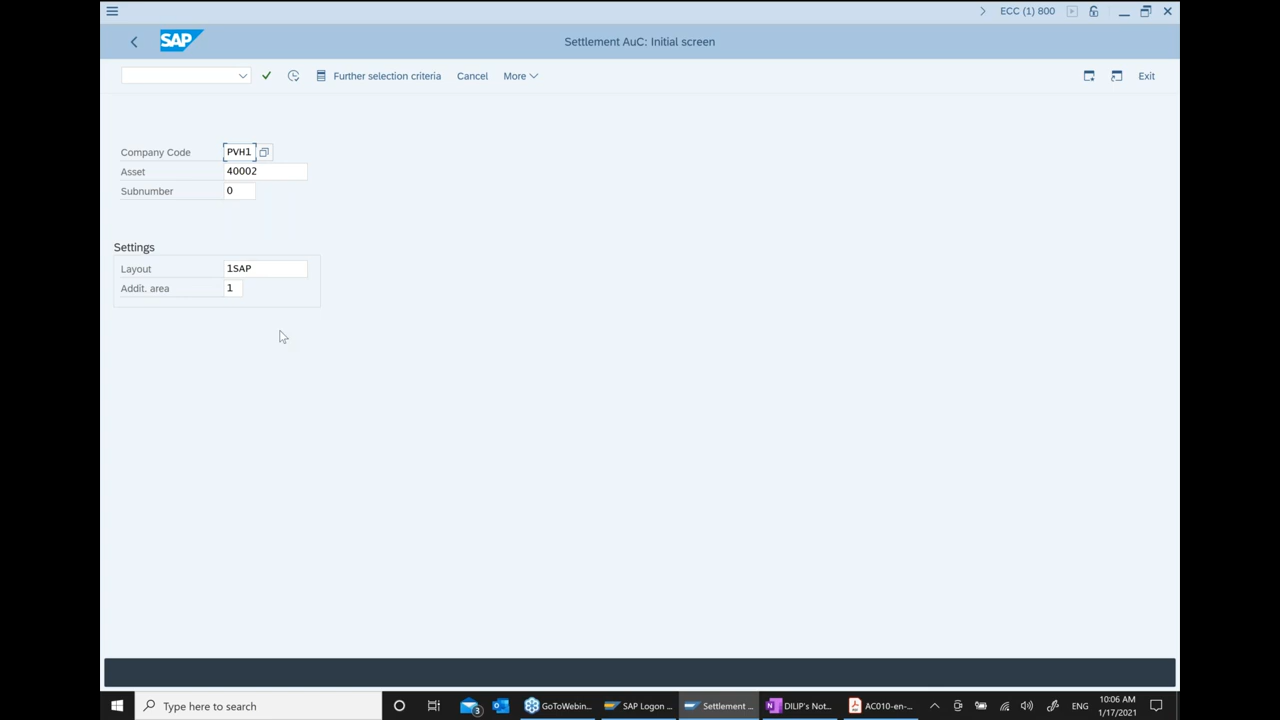 ECC (1) 800
SAP
Settlement AuC: Initial screen
Further selection criteria Cancel More Exit
Company Code PVH1
Asset 40002
Subnumber 0
Settings
Layout 1SAP
Addit. area 1
Type here to search 3 GoToWebin... SAP Logon ... Settlement ... DILIP's Not... AC010-en-... ENG 10:06 AM
1/17/2021